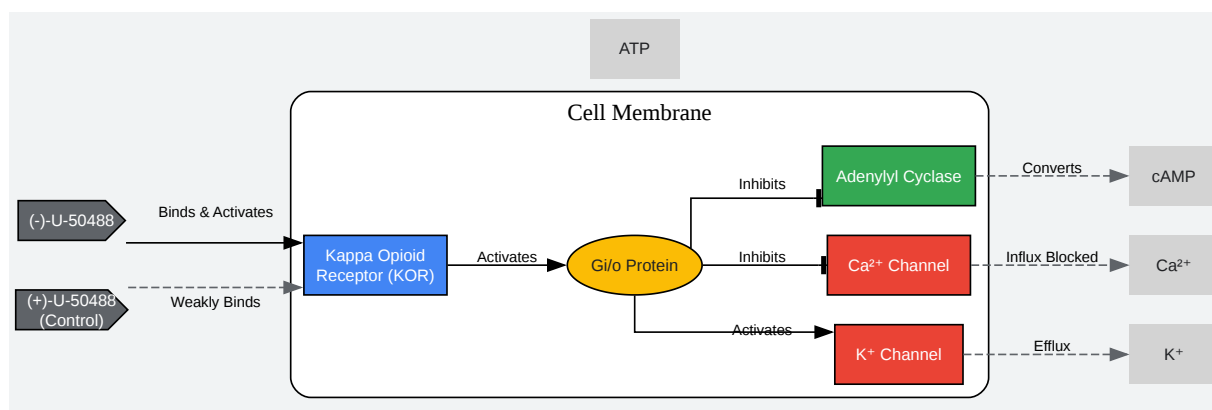 ATP
Cell Membrane
Adenylyl Cyclase
Inhibits
Converts
cAMP
(-)-U-50488
Binds & Activates
Kappa Opioid
Receptor (KOR)
Activates
Gi/o Protein
Inhibits
Ca²⁺ Channel
Influx Blocked
Ca²⁺
(+)-U-50488
(Control)
Weakly Binds
Activates
K⁺ Channel
Efflux
K⁺